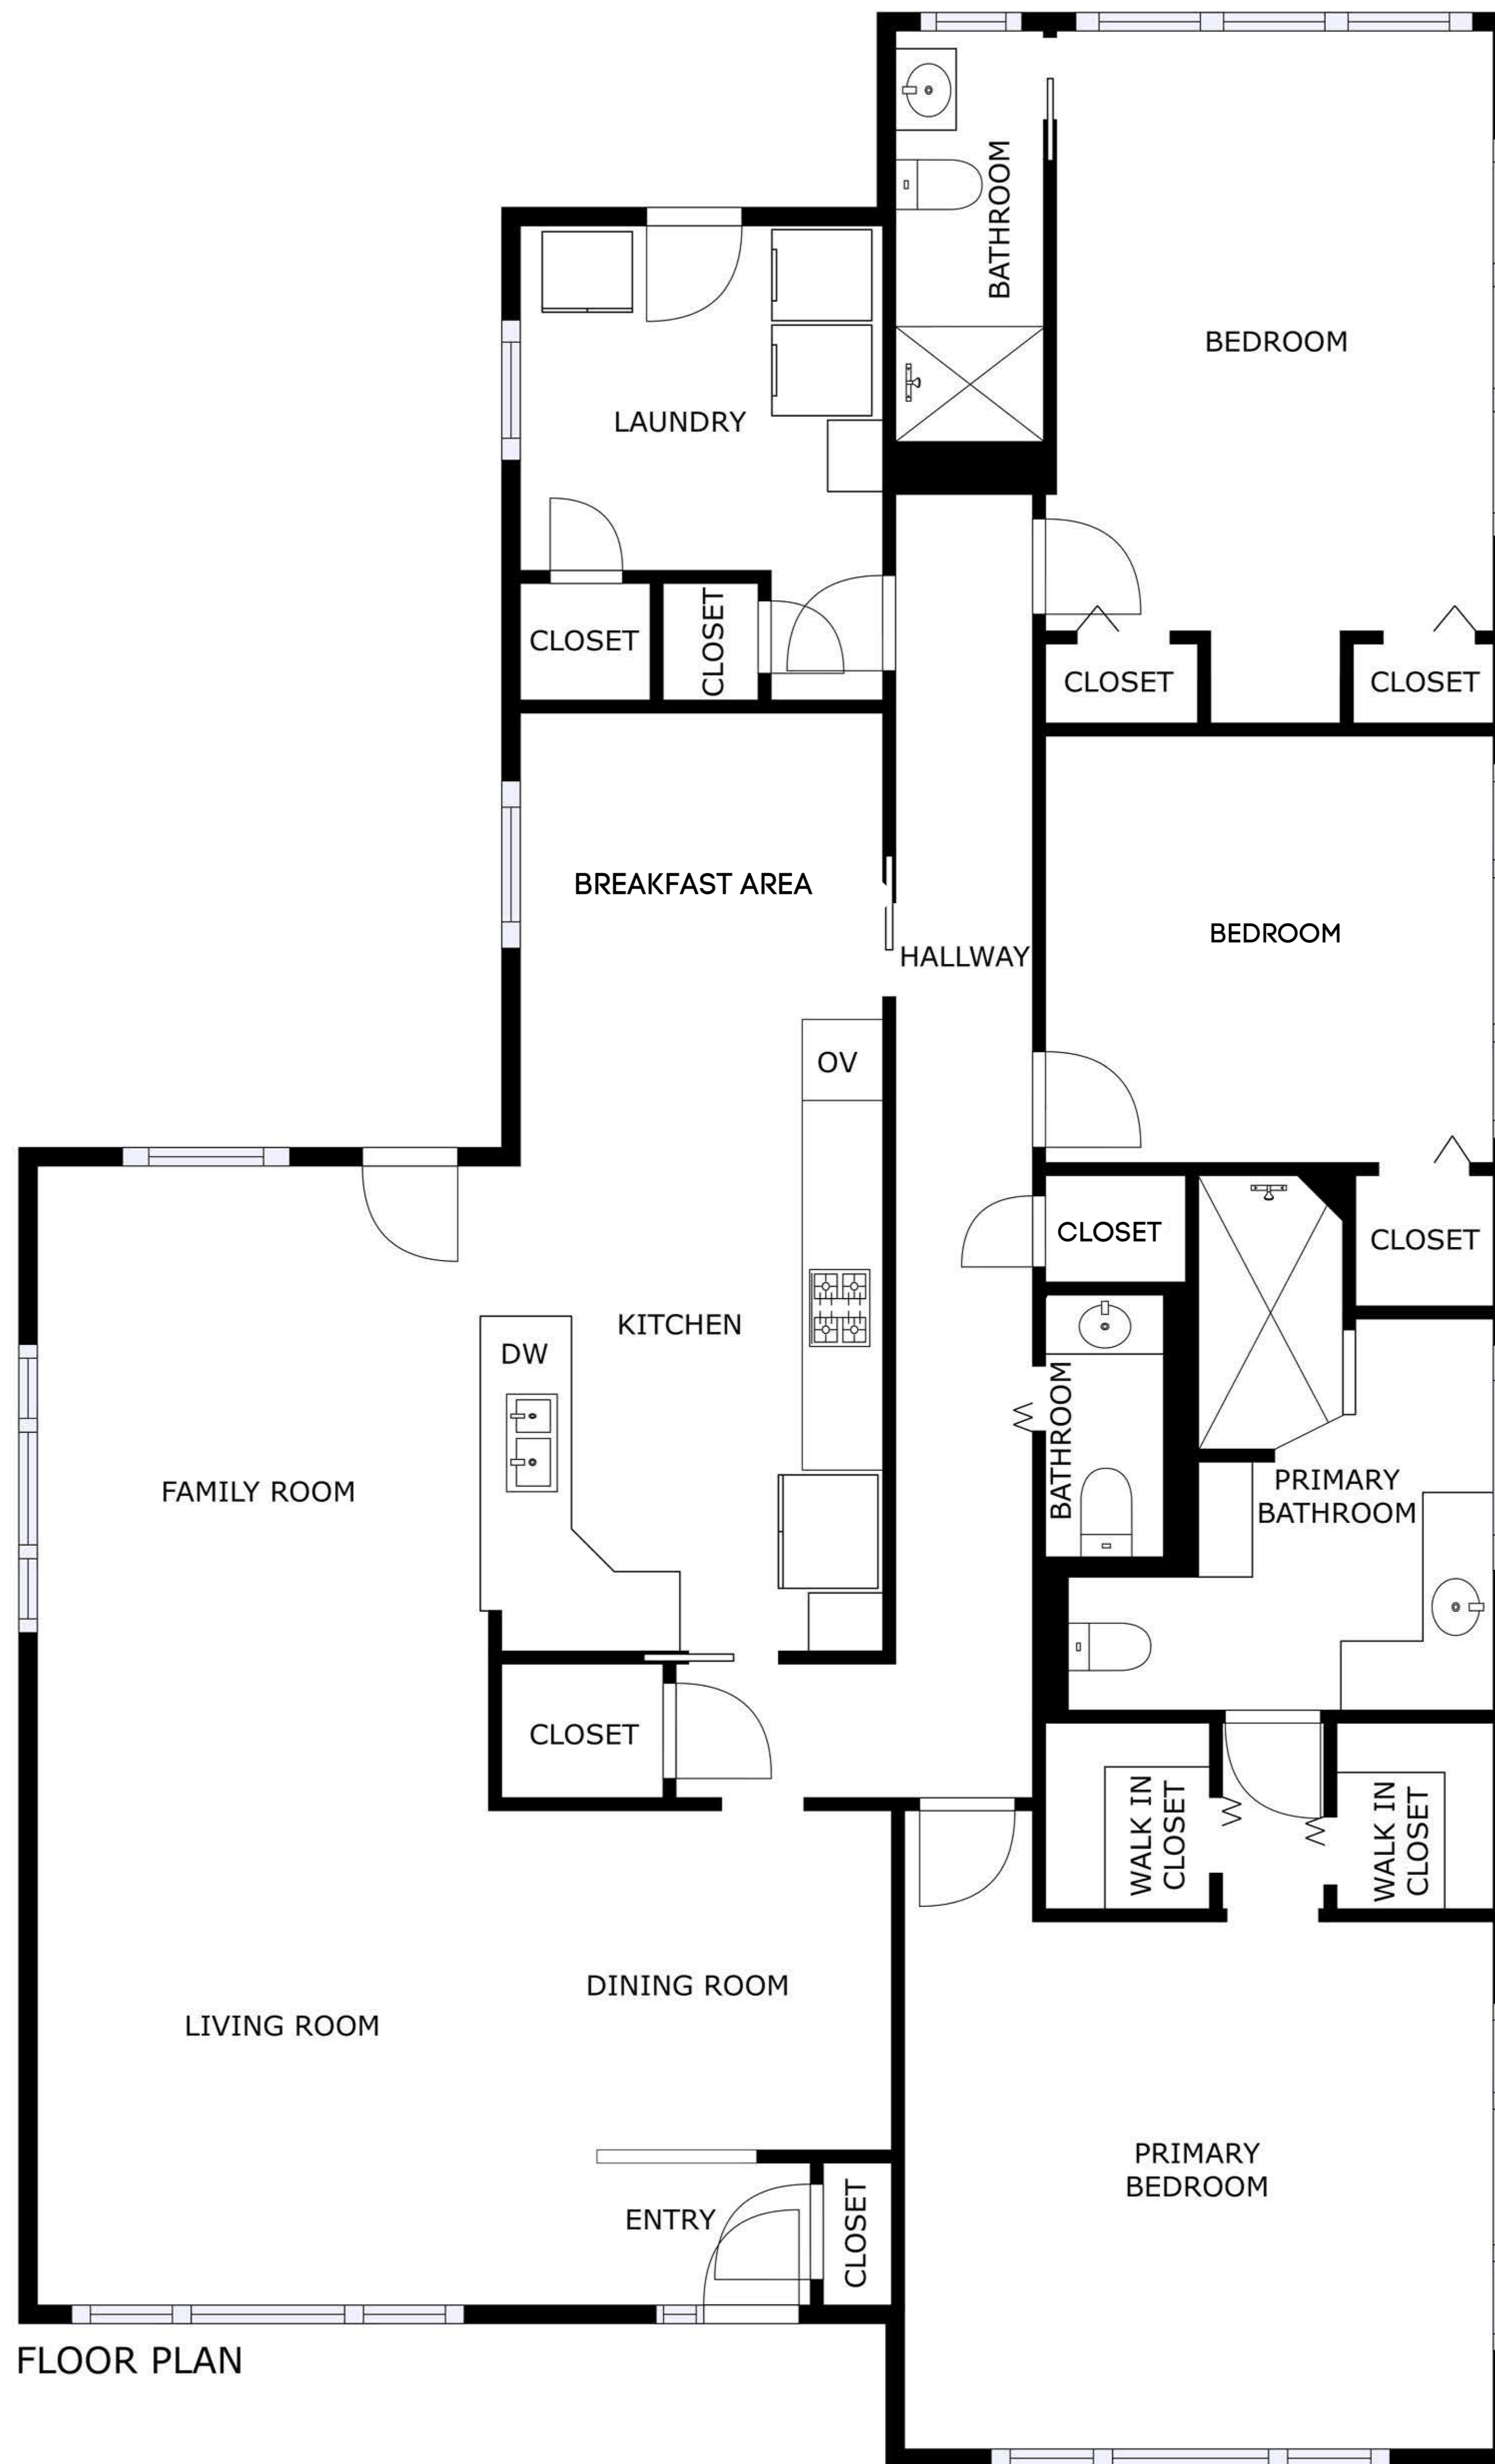 BATHROOM
BEDROOM
LAUNDRY
CLOSET
CLOSET
CLOSET
CLOSET
BREAKFAST AREA
BEDROOM
HALLWAY
OV
CLOSET
CLOSET
KITCHEN
DW
BATHROOM
FAMILY ROOM
PRIMARY
BATHROOM
CLOSET
WALK IN
CLOSET
WALK IN
CLOSET
DINING ROOM
LIVING ROOM
PRIMARY
BEDROOM
ENTRY
CLOSET
FLOOR PLAN